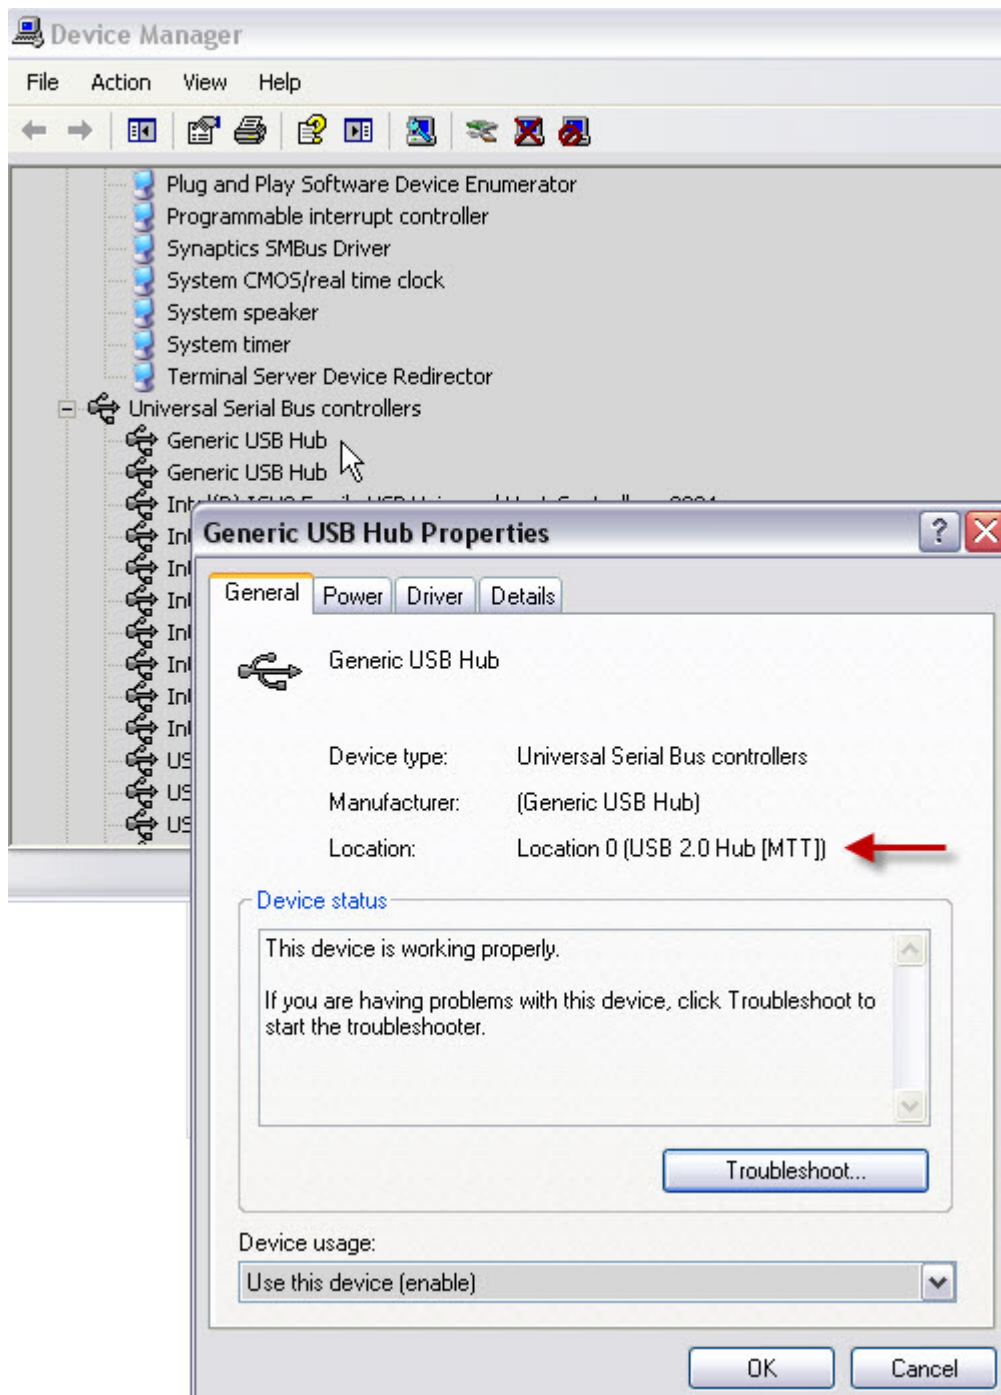 Device Manager
File Action View Help
Plug and Play Software Device Enumerator
Programmable interrupt controller
Synaptics SMBus Driver
System CMOS/real time clock
System speaker
System timer
Terminal Server Device Redirector
Universal Serial Bus controllers
Generic USB Hub
Generic USB Hub
Generic USB Hub Properties
General Power Driver Details
Generic USB Hub
Device type: Universal Serial Bus controllers
Manufacturer: (Generic USB Hub)
Location: Location 0 (USB 2.0 Hub [MTT])
Device status
This device is working properly.
If you are having problems with this device, click Troubleshoot to
start the troubleshooter.
Troubleshoot...
Device usage:
Use this device (enable)
OK Cancel